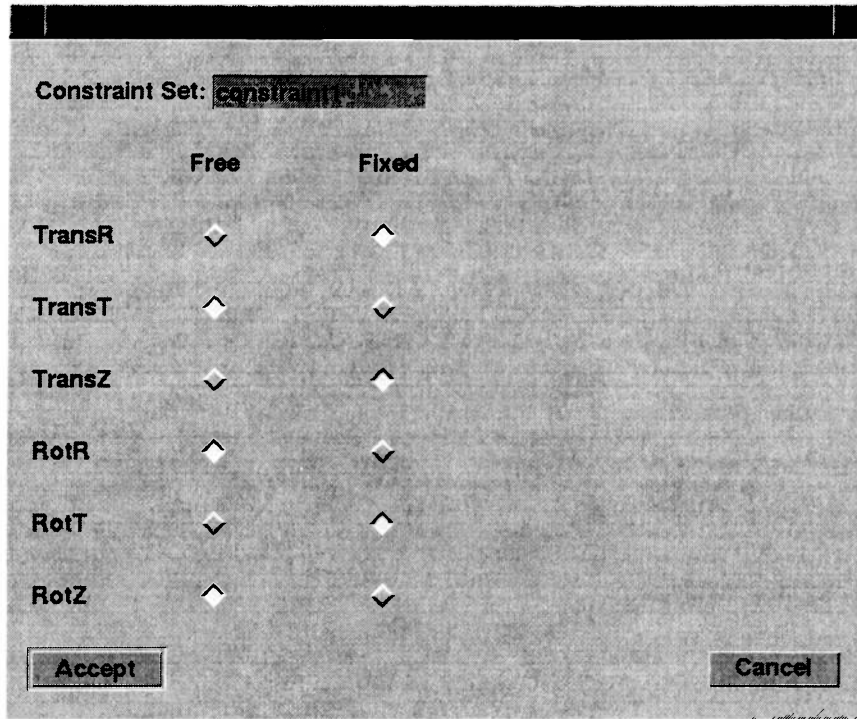 Constraint Set: constraint1
Free Fixed
TransR
TransT
TransZ
RotR
RotT
RotZ
Accept Cancel